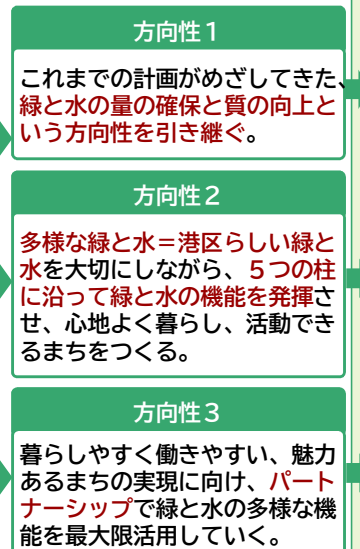 方向性1
これまでの計画がめざしてきた、
緑と水の量の確保と質の向上と
いう方向性を引き継ぐ。
方向性2
多様な緑と水＝港区らしい緑と
水を大切にしながら、５つの柱
に沿って緑と水の機能を発揮さ
せ、心地よく暮らし、活動でき
るまちをつくる。
方向性3
暮らしやすく働きやすい、魅力
あるまちの実現に向け、パート
ナーシップで緑と水の多様な機
能を最大限活用していく。